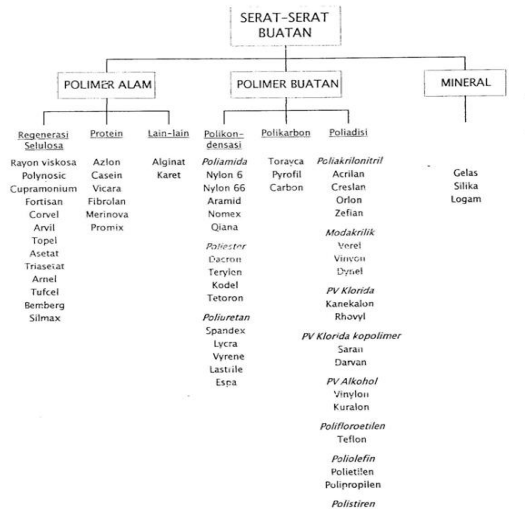 SERAT-SERAT
BUATAN
POLIMER ALAM
POLIMER BUATAN
MINERAL
Regenerasi
Selulosa
Rayon viskosa
Polynosic
Cupramonium
Fortisan
Corvel
Arvil
Topel
Asetat
Triasetat
Arnel
Tufcel
Bemberg
Silmax
Protein
Azlon
Casein
Vicara
Fibrolan
Merinova
Promix
Lain-lain
Alginat
Karet
Polikon-
densasi
Poliamida
Nylon 6
Nylon 66
Aramid
Nomex
Qiana
Poliester
Dacron
Terylen
Kodel
Tetoron
Poliuretan
Spandex
Lycra
Vyrene
Lastrile
Espa
Polikarbon
Torayca
Pyrofil
Carbon
Poliadisi
Poliakrilonitril
Acrilan
Creslan
Orlon
Zefian
Modakrilik
Verel
Vinyon
Dynel
PV Klorida
Kanekalon
Rhovyl
PV Klorida kopolimer
Saran
Darvan
PV Alkohol
Vinylon
Kuralon
Polifloroetilen
Teflon
Poliolefin
Polietilen
Polipropilen
Polistiren
Gelas
Silika
Logam